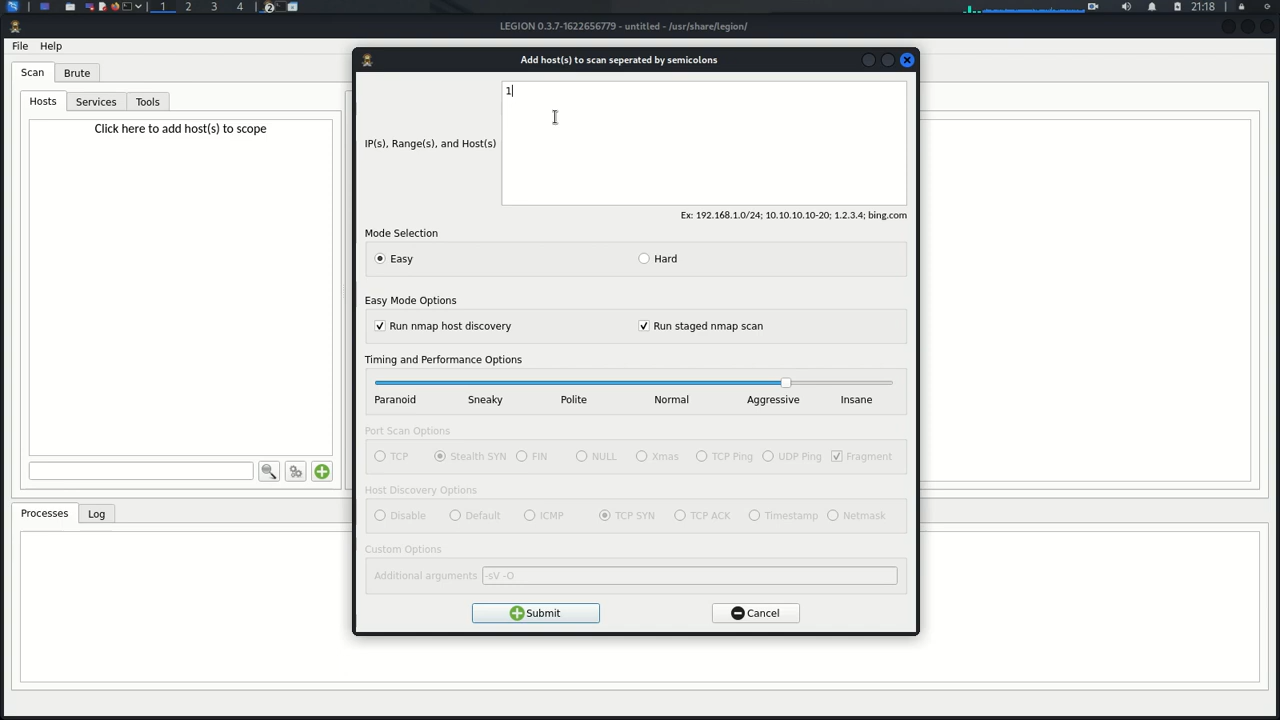 1 2 3 4 2 21:18
LEGION 0.3.7-1622656779 - untitled - /usr/share/legion/
File Help
Add host(s) to scan seperated by semicolons
Scan Brute
Hosts Services Tools
Click here to add host(s) to scope
1
IP(s), Range(s), and Host(s)
Ex: 192.168.1.0/24; 10.10.10.10-20; 1.2.3.4; bing.com
Mode Selection
Easy Hard
Easy Mode Options
Run nmap host discovery Run staged nmap scan
Timing and Performance Options
Paranoid Sneaky Polite Normal Aggressive Insane
Port Scan Options
TCP Stealth SYN FIN NULL Xmas TCP Ping UDP Ping Fragment
Host Discovery Options
Disable Default ICMP TCP SYN TCP ACK Timestamp Netmask
Processes Log
Custom Options
Additional arguments -sV -O
Submit Cancel